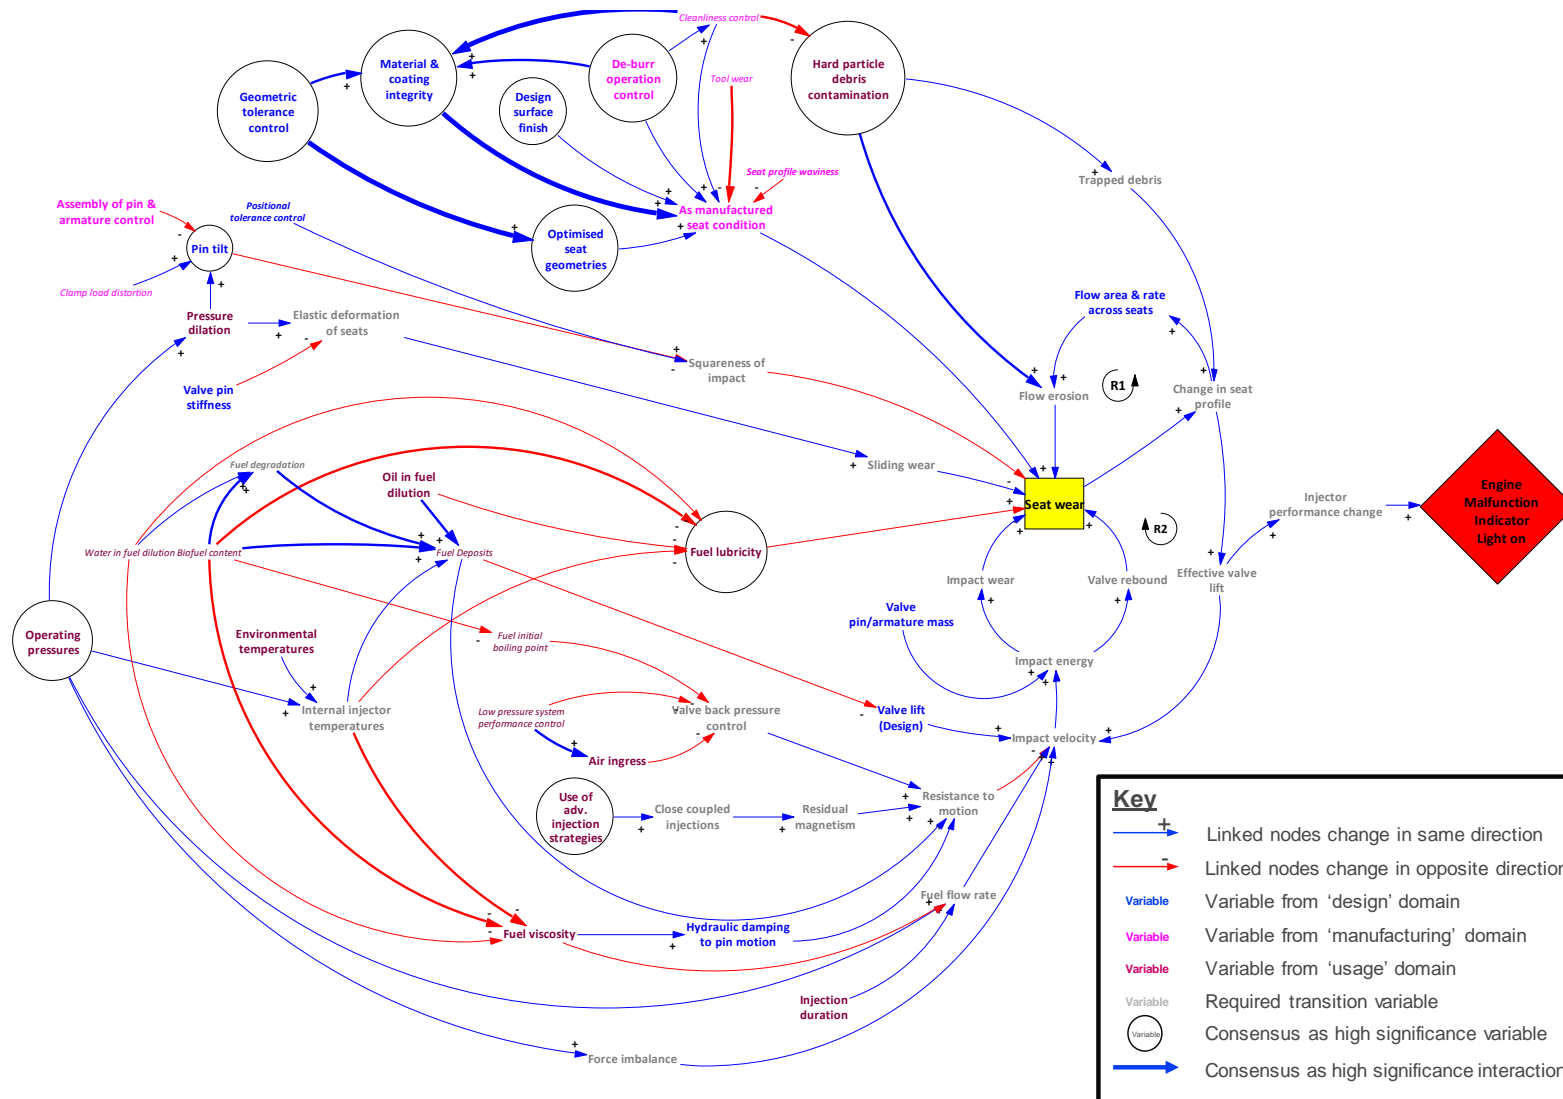 Cleanliness control
Geometric
tolerance
control
Material &
coating
integrity
De-burr
operation
control
Design
surface
finish
Tool wear
Hard particle
debris
contamination
Trapped debris
Seat profile waviness
As manufactured
seat condition
Optimised
seat
geometries
Assembly of pin &
armature control
Positional
tolerance control
Pin tilt
Clamp load distortion
Pressure
dilation
Elastic deformation
of seats
Valve pin
stiffness
Squareness of
impact
Flow area & rate
across seats
R1
Flow erosion
Change in seat
profile
Fuel degradation
Oil in fuel
dilution
Sliding wear
Seat wear
R2
Injector
performance change
Engine
Malfunction
Indicator
Light on
Water in fuel dilution
Biofuel content
Fuel Deposits
Fuel lubricity
Impact wear
Valve rebound
Effective valve
lift
Operating
pressures
Environmental
temperatures
Fuel initial
boiling point
Valve
pin/armature mass
Impact energy
Internal injector
temperatures
Low pressure system
performance control
Valve back pressure
control
Valve lift
(Design)
Impact velocity
Air ingress
Use of
adv.
injection
strategies
Close coupled
injections
Residual
magnetism
Resistance to
motion
Fuel flow rate
Fuel viscosity
Hydraulic damping
to pin motion
Injection
duration
Force imbalance
Key
+ Linked nodes change in same direction
- Linked nodes change in opposite direction
Variable Variable from ‘design’ domain
Variable Variable from ‘manufacturing’ domain
Variable Variable from ‘usage’ domain
Variable Required transition variable
Variable Consensus as high significance variable
Consensus as high significance interaction